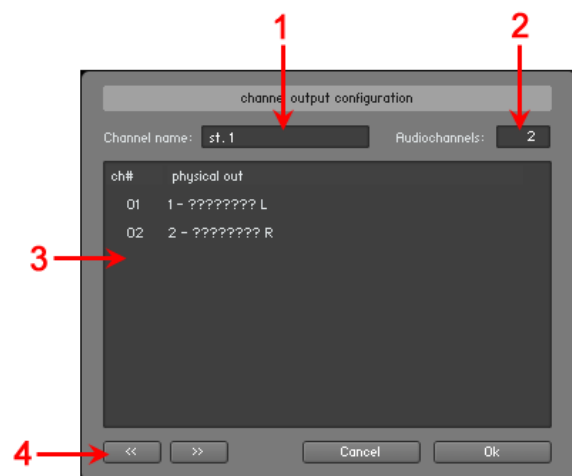 1 2
channel output configuration
Channel name: st.1 Audiochannels: 2
ch# physical out
01 1 - ???????? L
02 2 - ???????? R
3
4 << >> Cancel Ok